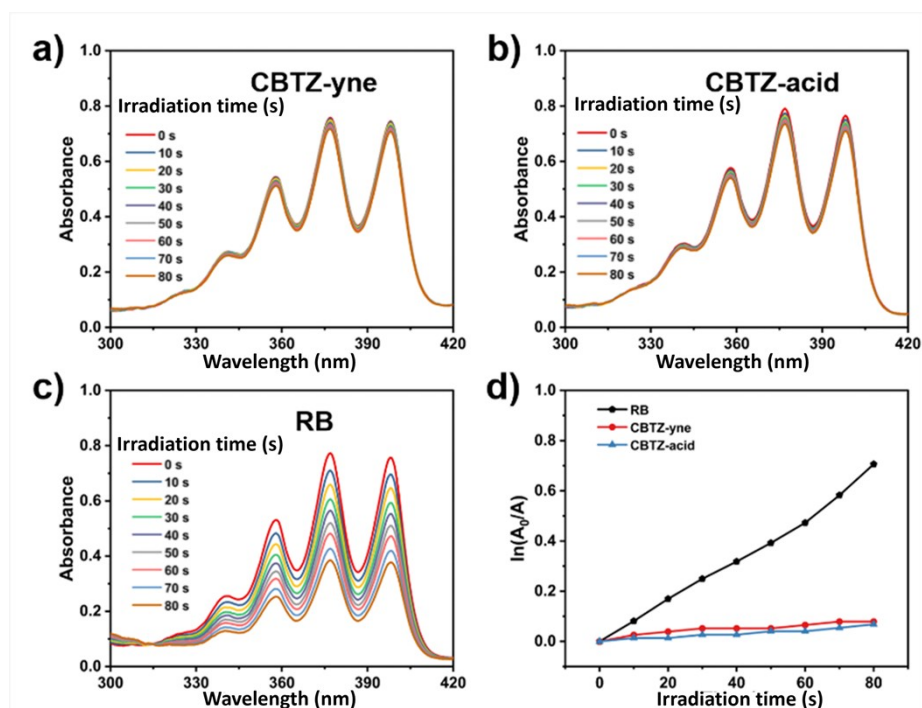 a)
CBTZ-yne
Irradiation time (s)
0 s
10 s
20 s
30 s
40 s
50 s
60 s
70 s
80 s
Absorbance
1.0
0.8
0.6
0.4
0.2
0.0
300 330 360 390 420
Wavelength (nm)
b)
CBTZ-acid
Irradiation time (s)
0 s
10 s
20 s
30 s
40 s
50 s
60 s
70 s
80 s
Absorbance
1.0
0.8
0.6
0.4
0.2
0.0
300 330 360 390 420
Wavelength (nm)
c)
RB
Irradiation time (s)
0 s
10 s
20 s
30 s
40 s
50 s
60 s
70 s
80 s
Absorbance
1.0
0.8
0.6
0.4
0.2
0.0
300 330 360 390 420
Wavelength (nm)
d)
RB
CBTZ-yne
CBTZ-acid
ln(A0/A)
1.0
0.8
0.6
0.4
0.2
0.0
0 20 40 60 80
Irradiation time (s)